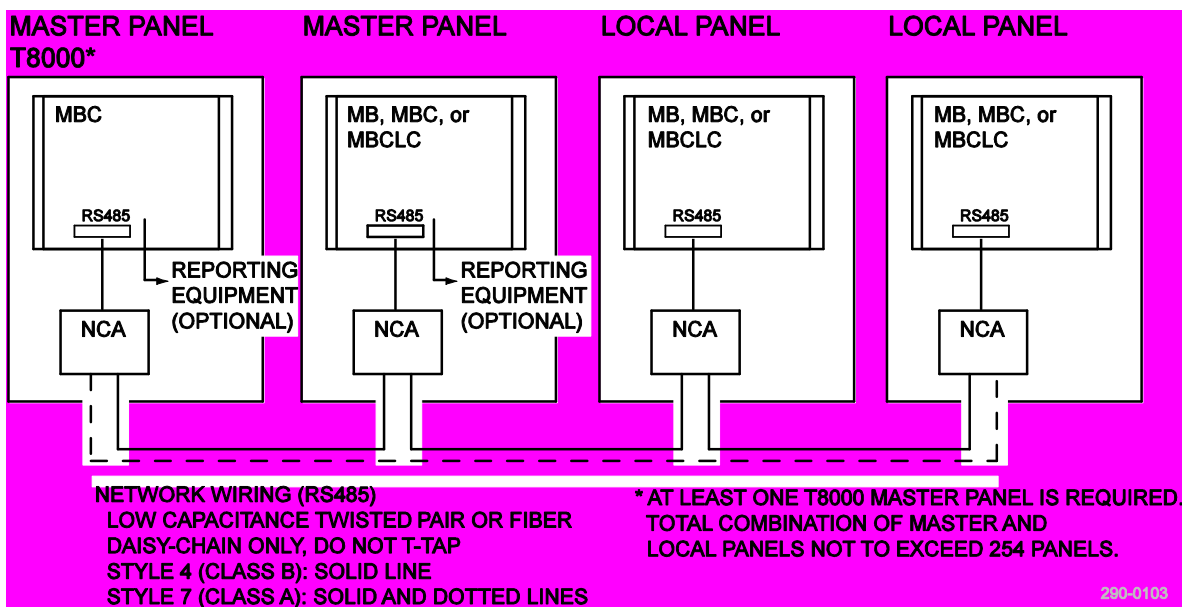 MASTER PANEL
T8000*
MASTER PANEL
LOCAL PANEL
LOCAL PANEL
MBC
RS485
REPORTING
EQUIPMENT
(OPTIONAL)
NCA
MB, MBC, or
MBCLC
RS485
REPORTING
EQUIPMENT
(OPTIONAL)
NCA
MB, MBC, or
MBCLC
RS485
NCA
MB, MBC, or
MBCLC
RS485
NCA
NETWORK WIRING (RS485)
LOW CAPACITANCE TWISTED PAIR OR FIBER
DAISY-CHAIN ONLY, DO NOT T-TAP
STYLE 4 (CLASS B): SOLID LINE
STYLE 7 (CLASS A): SOLID AND DOTTED LINES
* AT LEAST ONE T8000 MASTER PANEL IS REQUIRED.
TOTAL COMBINATION OF MASTER AND
LOCAL PANELS NOT TO EXCEED 254 PANELS.
290-0103